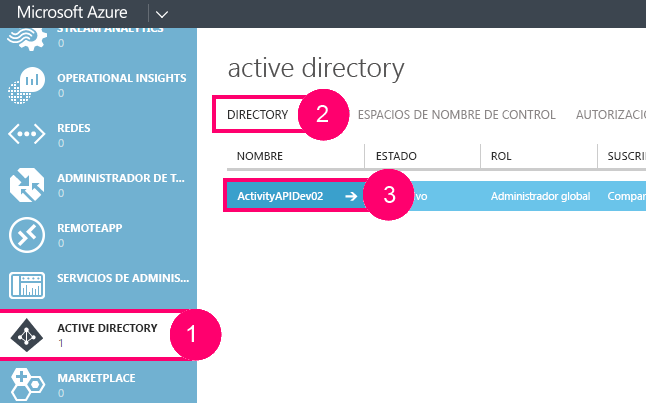 Microsoft Azure
STREAM ANALYTICS
0
OPERATIONAL INSIGHTS
0
REDES
0
ADMINISTRADOR DE T...
0
REMOTEAPP
0
SERVICIOS DE ADMINIS...
ACTIVE DIRECTORY
1
1
MARKETPLACE
0
active directory
DIRECTORY
2
ESPACIOS DE NOMBRE DE CONTROL
AUTORIZACIO
NOMBRE
ESTADO
ROL
SUSCRI
ActivityAPIDev02
3
vo
Administrador global
Compar